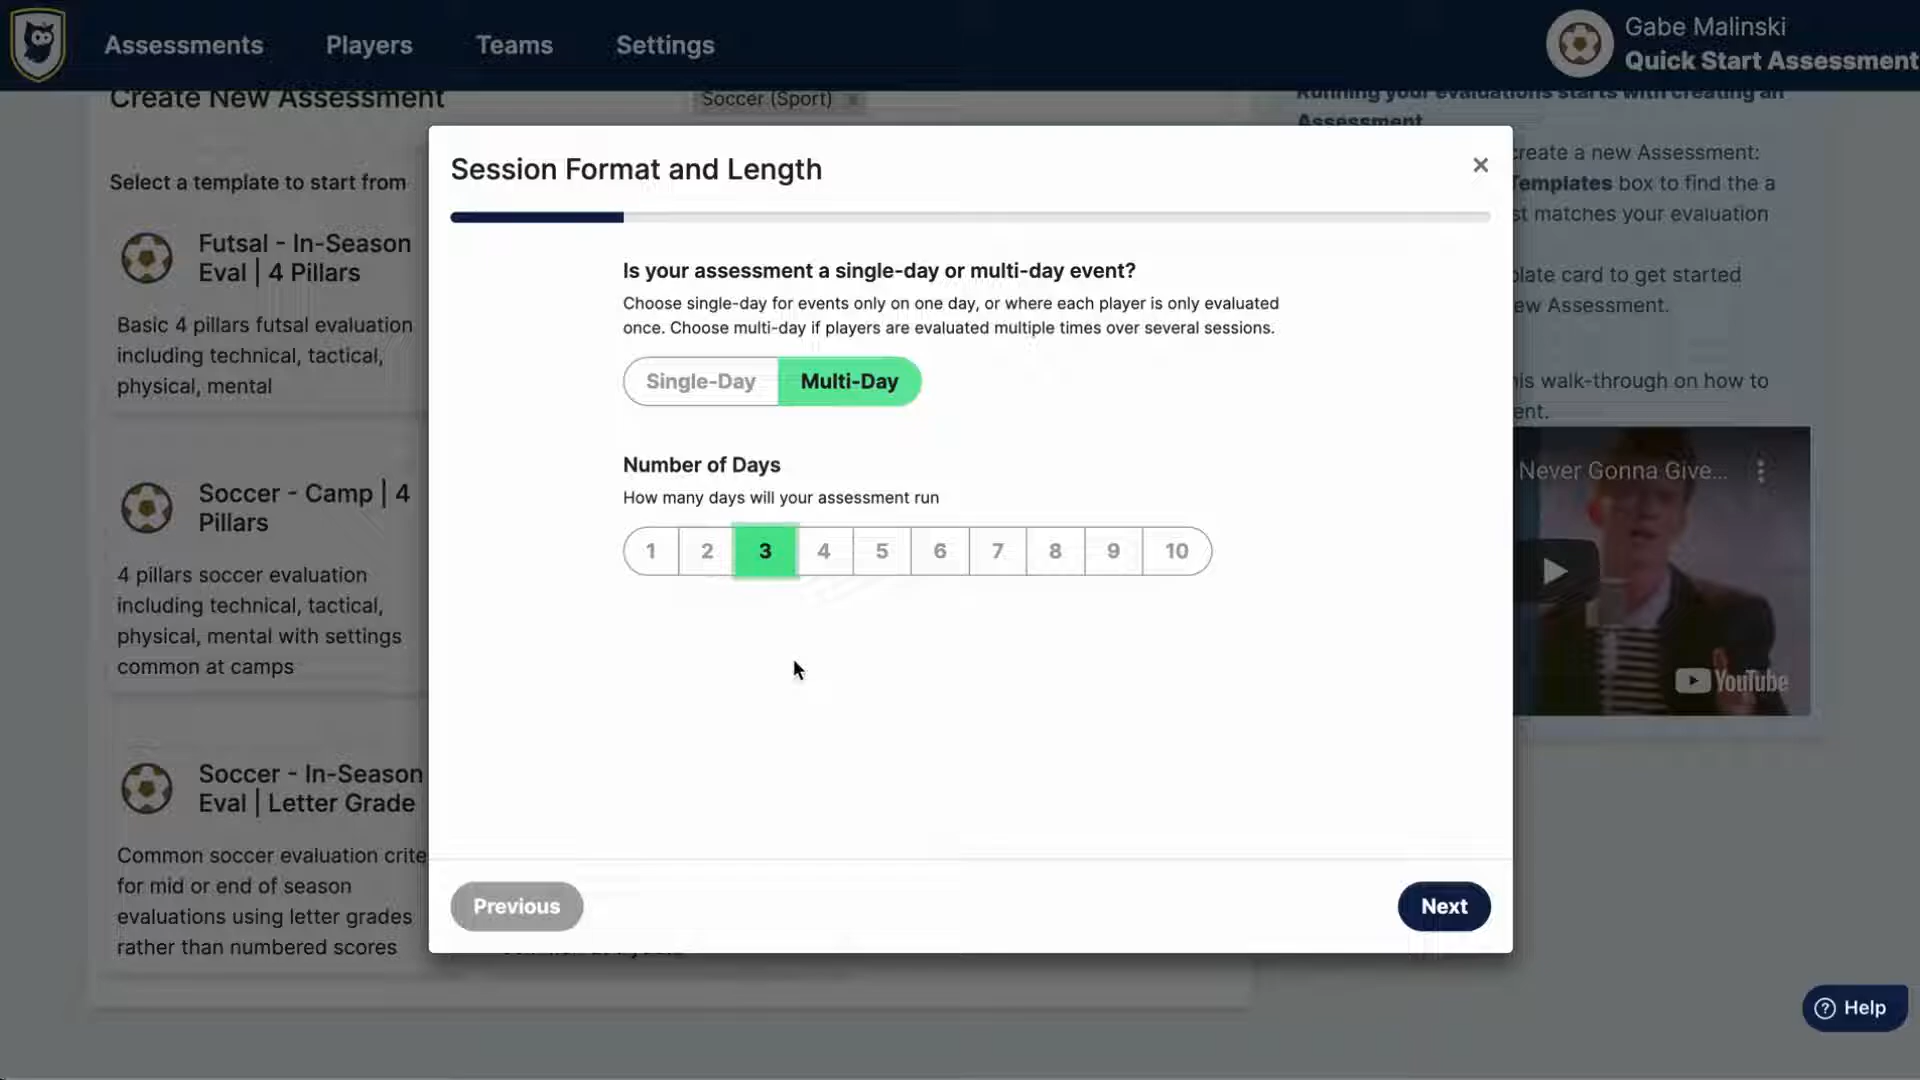 Assessments
Players
Teams
Settings
Gabe Malinski
Quick Start Assessment
Create New Assessment
Soccer (Sport) ×
Select a template to start from
Futsal - In-Season
Eval | 4 Pillars
Basic 4 pillars futsal evaluation
including technical, tactical,
physical, mental
Soccer - Camp | 4
Pillars
4 pillars soccer evaluation
including technical, tactical,
physical, mental with settings
common at camps
Soccer - In-Season
Eval | Letter Grade
Common soccer evaluation crite
for mid or end of season
evaluations using letter grades
rather than numbered scores
Session Format and Length
×
Is your assessment a single-day or multi-day event?
Choose single-day for events only on one day, or where each player is only evaluated
once. Choose multi-day if players are evaluated multiple times over several sessions.
Single-Day
Multi-Day
Number of Days
How many days will your assessment run
1 2 3 4 5 6 7 8 9 10
Previous
Next
Running your evaluations starts with creating an
Assessment
create a new Assessment:
Templates box to find the a
st matches your evaluation
plate card to get started
ew Assessment.
his walk-through on how to
ent.
Never Gonna Give...
YouTube
? Help